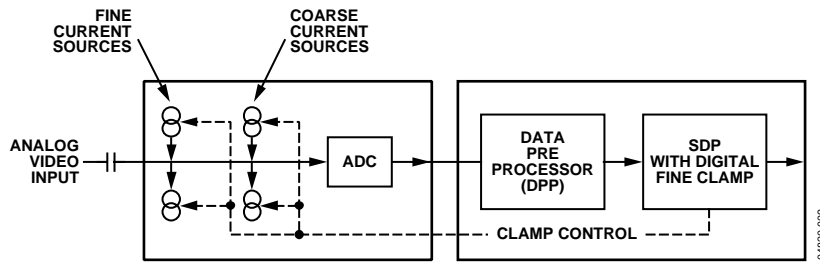 FINE
CURRENT
SOURCES
COARSE
CURRENT
SOURCES
ANALOG
VIDEO
INPUT
ADC
DATA
PRE
PROCESSOR
(DPP)
SDP
WITH DIGITAL
FINE CLAMP
CLAMP CONTROL